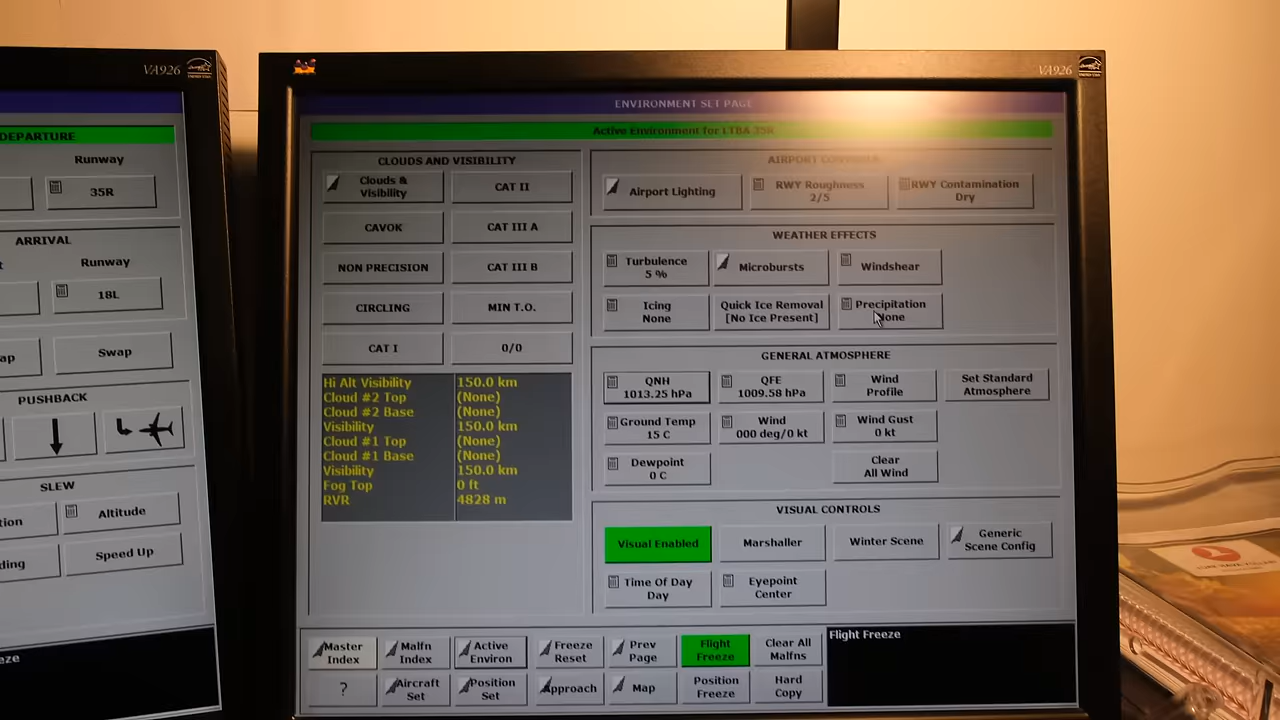 VA926
DEPARTURE
Runway
35R
ARRIVAL
Runway
18L
Swap
PUSHBACK
SLEW
Altitude
Speed Up
VA926
ENVIRONMENT SET PAGE
Active Environment for LTBA 35R
CLOUDS AND VISIBILITY
Clouds &
Visibility
CAT II
CAVOK
CAT III A
NON PRECISION
CAT III B
CIRCLING
MIN T.O.
CAT I
0/0
Hi Alt Visibility 150.0 km
Cloud #2 Top (None)
Cloud #2 Base (None)
Visibility 150.0 km
Cloud #1 Top (None)
Cloud #1 Base (None)
Visibility 150.0 km
Fog Top 0 ft
RVR 4828 m
AIRPORT CONTROLS
Airport Lighting
RWY Roughness
2/5
RWY Contamination
Dry
WEATHER EFFECTS
Turbulence
5 %
Microbursts
Windshear
Icing
None
Quick Ice Removal
[No Ice Present]
Precipitation
None
GENERAL ATMOSPHERE
QNH
1013.25 hPa
QFE
1009.58 hPa
Wind
Profile
Set Standard
Atmosphere
Ground Temp
15 C
Wind
000 deg/0 kt
Wind Gust
0 kt
Dewpoint
0 C
Clear
All Wind
VISUAL CONTROLS
Visual Enabled
Marshaller
Winter Scene
Generic
Scene Config
Time Of Day
Day
Eyepoint
Center
Master
Index
Malfn
Index
Active
Environ
Freeze
Reset
Prev
Page
Flight
Freeze
Clear All
Malfns
?
Aircraft
Set
Position
Set
Approach
Map
Position
Freeze
Hard
Copy
Flight Freeze